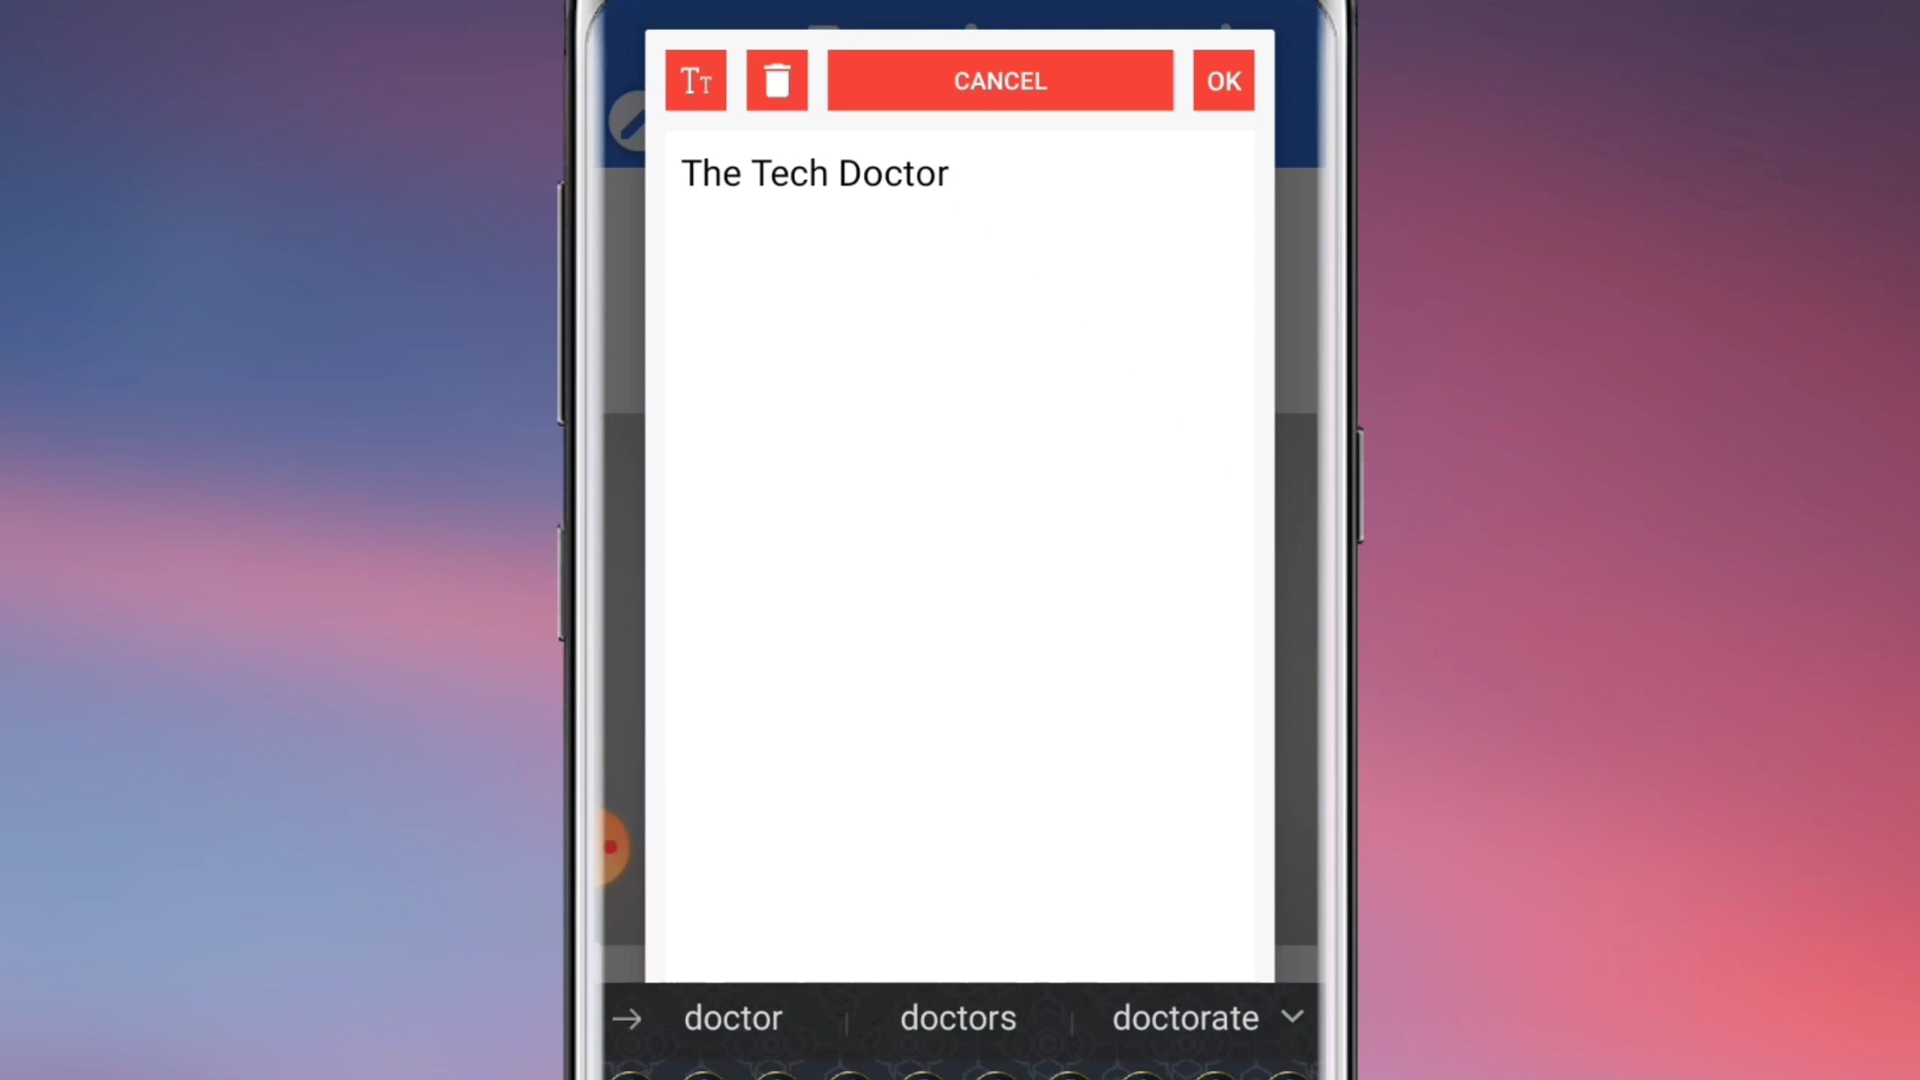 Tт
CANCEL
OK
The Tech Doctor
doctor
doctors
doctorate